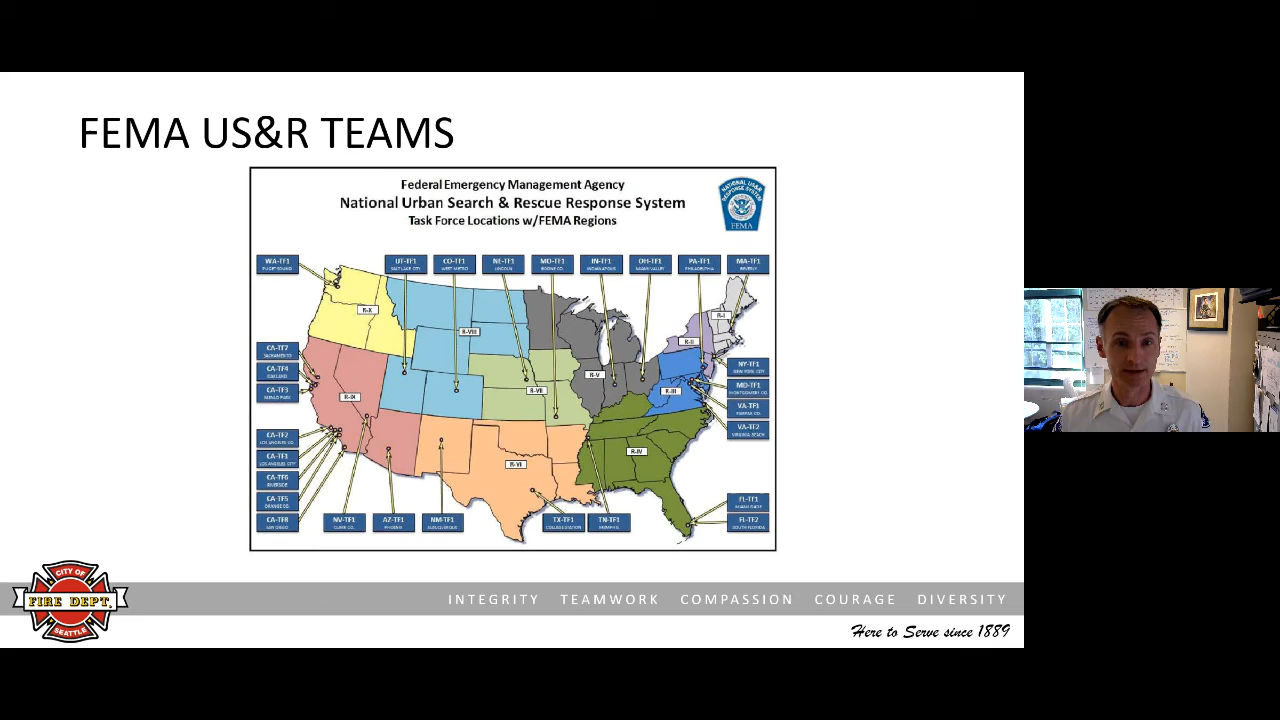 FEMA US&R TEAMS
Federal Emergency Management Agency
National Urban Search & Rescue Response System
Task Force Locations w/FEMA Regions
NATIONAL US&R
RESPONSE SYSTEM
FEMA
WA-TF1
PUGET SOUND
UT-TF1
SALT LAKE CITY
CO-TF1
WEST METRO
NE-TF1
LINCOLN
MO-TF1
BOONE CO.
IN-TF1
INDIANAPOLIS
OH-TF1
MIAMI VALLEY
PA-TF1
PHILADELPHIA
MA-TF1
BEVERLY
R-X
R-VIII
R-I
R-II
R-V
R-VII
R-III
R-IX
R-IV
R-VI
CA-TF7
SACRAMENTO
CA-TF4
OAKLAND
CA-TF3
MENLO PARK
CA-TF2
LOS ANGELES CO.
CA-TF1
LOS ANGELES CITY
CA-TF6
RIVERSIDE
CA-TF5
ORANGE CO.
CA-TF8
SAN DIEGO
NY-TF1
NEW YORK CITY
MD-TF1
MONTGOMERY CO.
VA-TF1
FAIRFAX CO.
VA-TF2
VIRGINIA BEACH
FL-TF1
MIAMI DADE
FL-TF2
SOUTH FLORIDA
NV-TF1
CLARK CO.
AZ-TF1
PHOENIX
NM-TF1
ALBUQUERQUE
TX-TF1
COLLEGE STATION
TN-TF1
MEMPHIS
CITY OF
FIRE DEPT.
SEATTLE
INTEGRITY TEAMWORK COMPASSION COURAGE DIVERSITY
Here to Serve since 1889